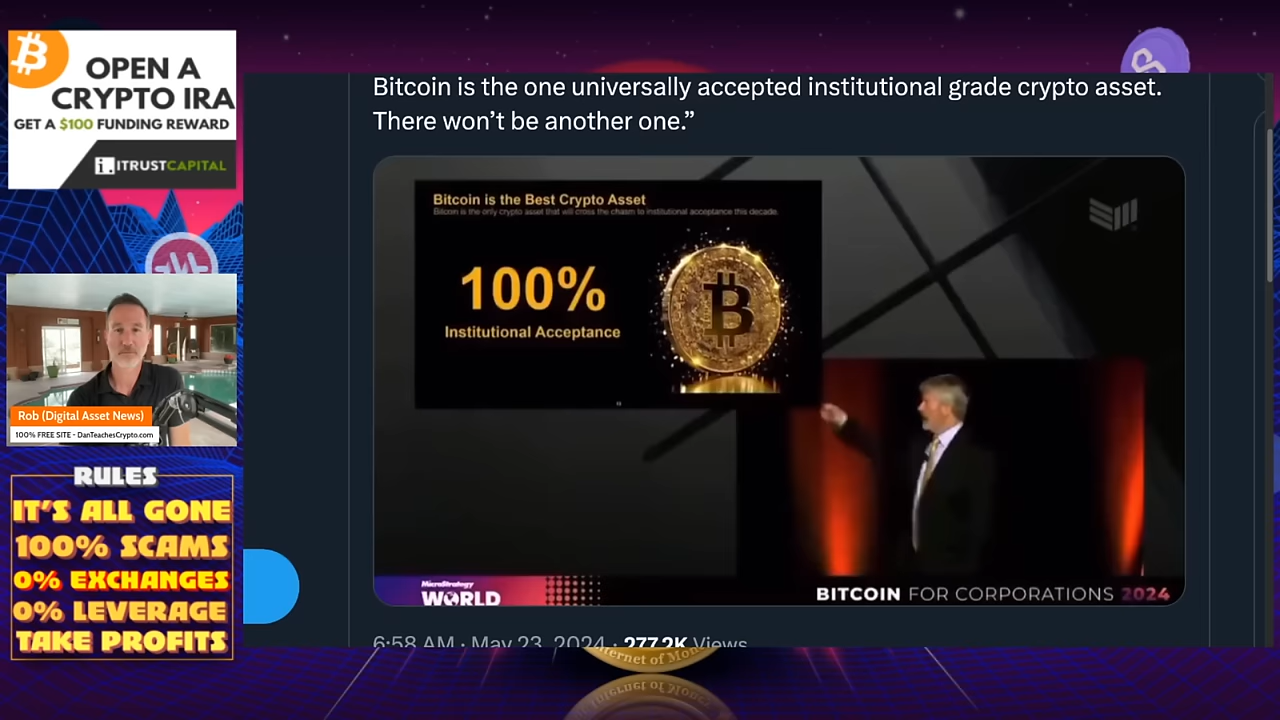 OPEN A
CRYPTO IRA
GET A $100 FUNDING REWARD
ITRUSTCAPITAL
Rob (Digital Asset News)
100% FREE SITE - DanTeachesCrypto.com
RULES
IT'S ALL GONE
100% SCAMS
0% EXCHANGES
0% LEVERAGE
TAKE PROFITS
Bitcoin is the one universally accepted institutional grade crypto asset.
There won’t be another one.”
Bitcoin is the Best Crypto Asset
Bitcoin is the only crypto asset that will cross the chasm to institutional acceptance this decade.
100%
Institutional Acceptance
MicroStrategy
WORLD
BITCOIN FOR CORPORATIONS 2024
6:58 AM · May 23, 2024 · 277.2K Views